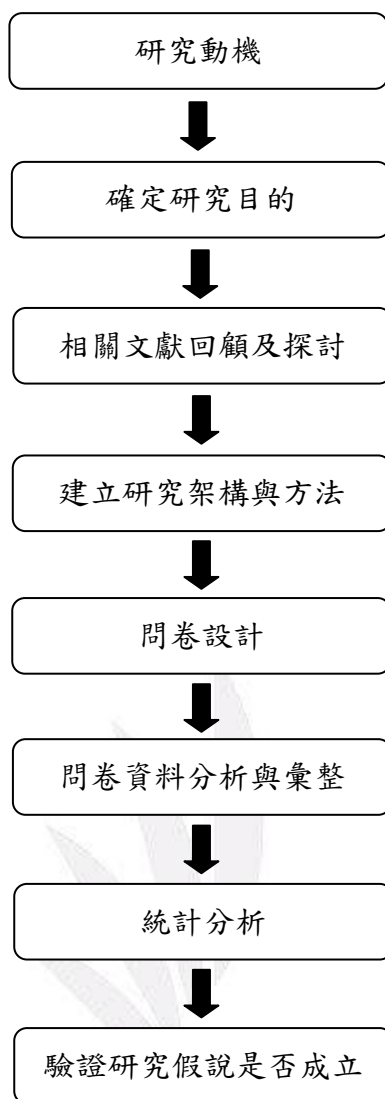 研究動機
確定研究目的
相關文獻回顧及探討
建立研究架構與方法
問卷設計
問卷資料分析與彙整
統計分析
驗證研究假說是否成立